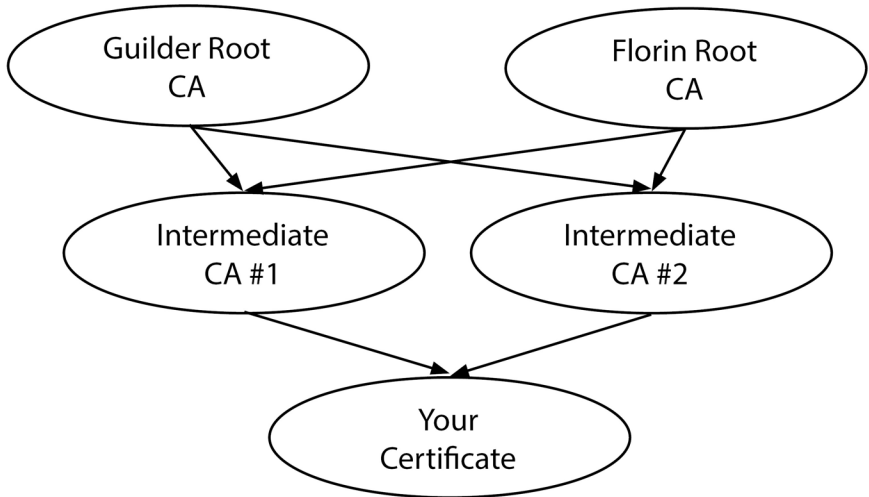 Guilder Root
CA
Florin Root
CA
Intermediate
CA #1
Intermediate
CA #2
Your
Certificate